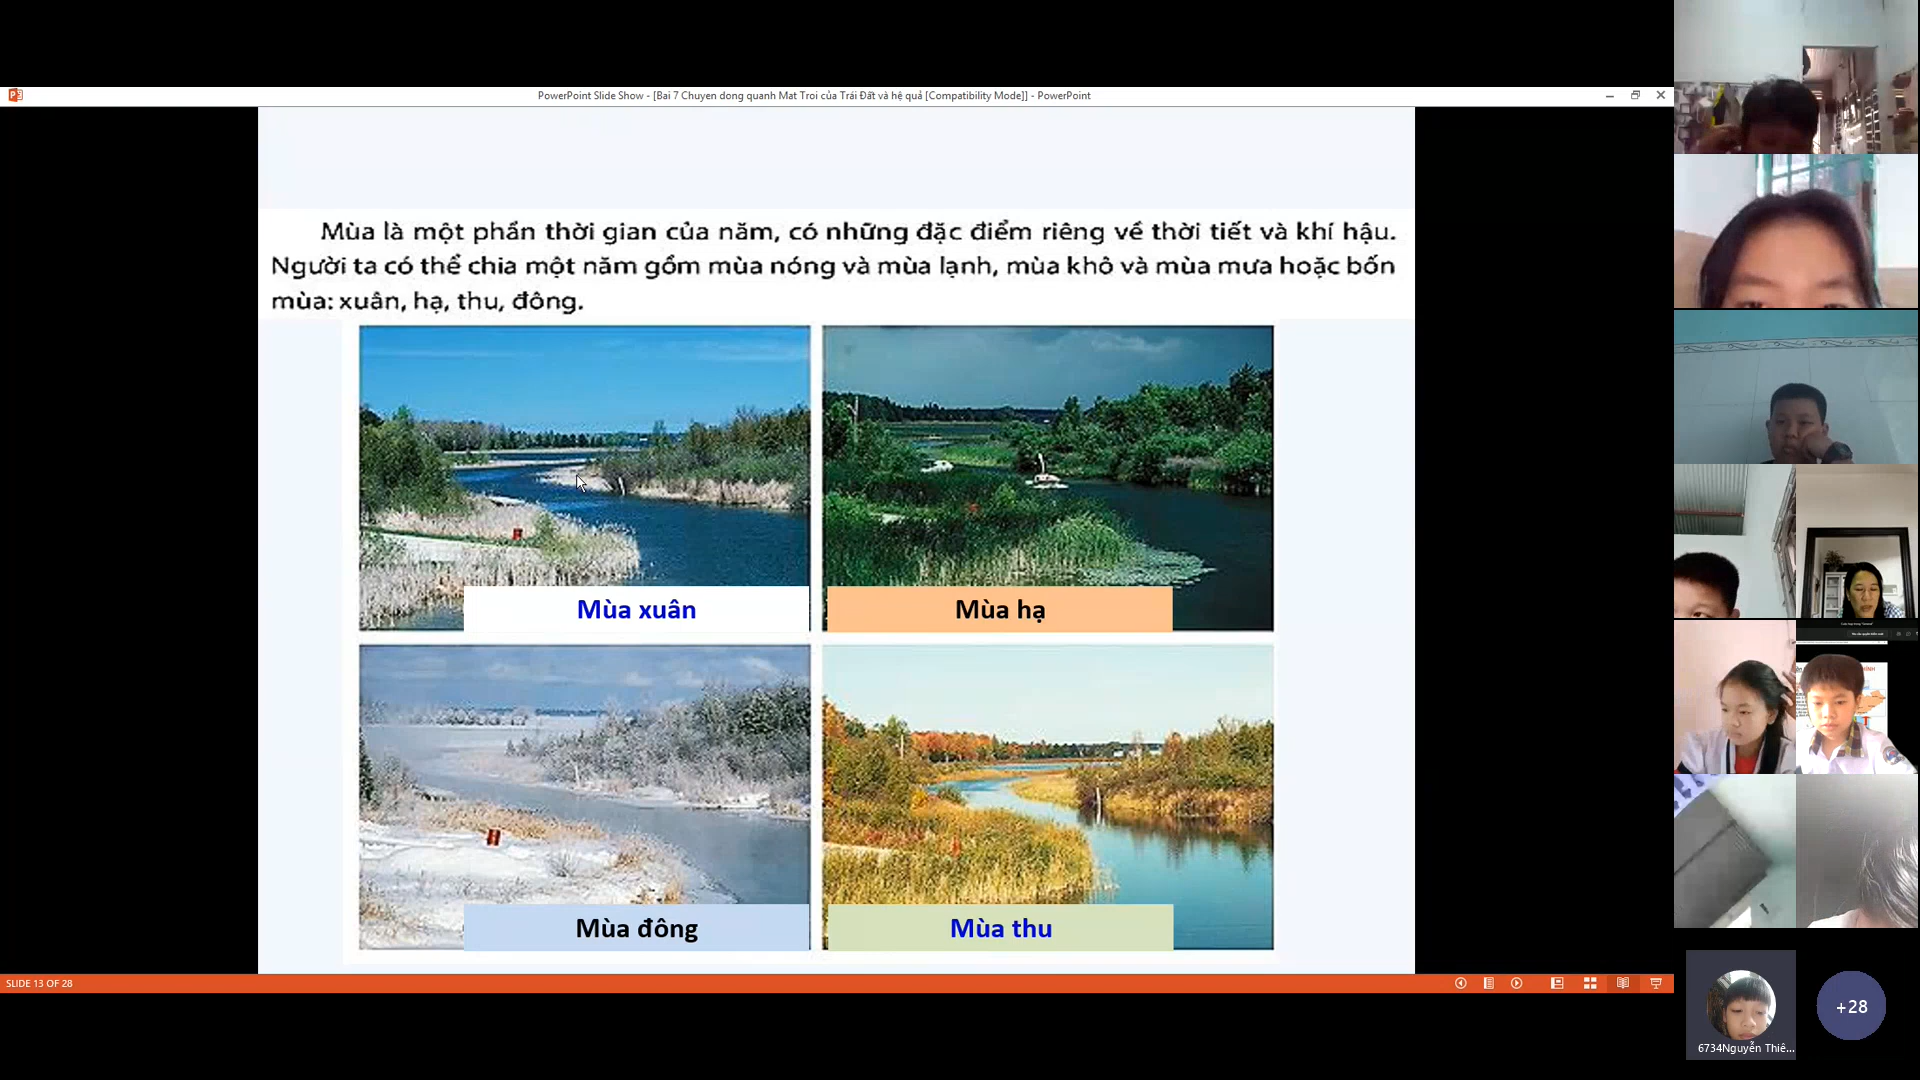 PowerPoint Slide Show - [Bai 7 Chuyen dong quanh Mat Troi của Trái Đất và hệ quả [Compatibility Mode]] - PowerPoint
Mùa là một phần thời gian của năm, có những đặc điểm riêng về thời tiết và khí hậu.
Người ta có thể chia một năm gồm mùa nóng và mùa lạnh, mùa khô và mùa mưa hoặc bốn
mùa: xuân, hạ, thu, đông.
Mùa xuân
Mùa hạ
Mùa đông
Mùa thu
SLIDE 13 OF 28
6734Nguyễn Thiê...
+28